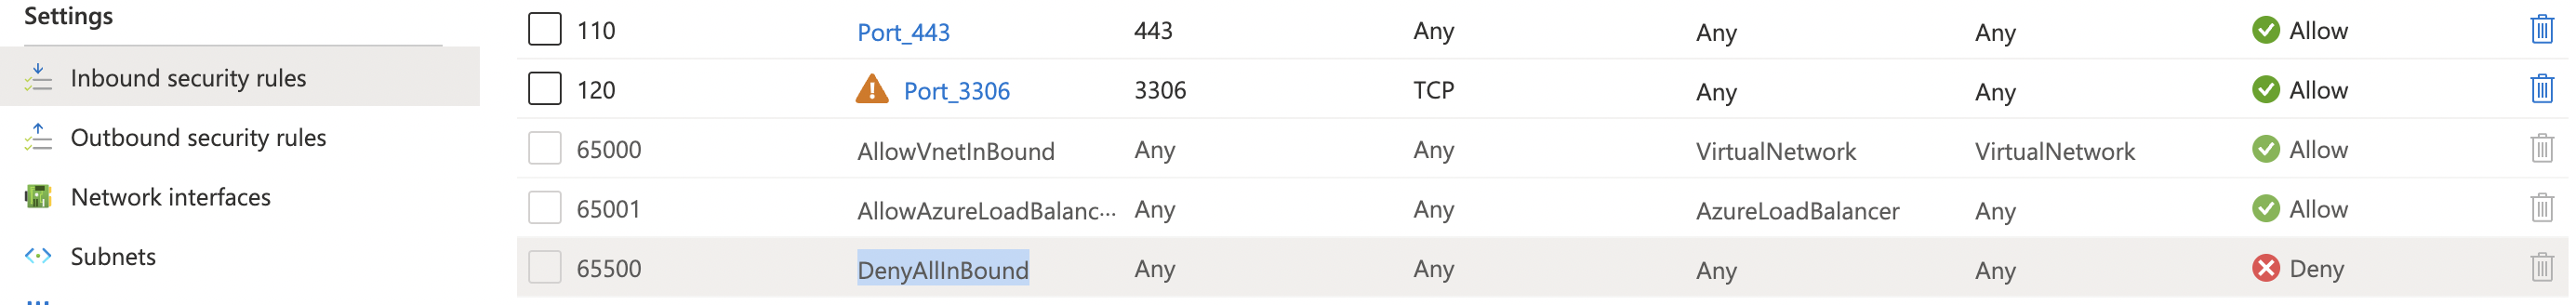 Settings
Inbound security rules
Outbound security rules
Network interfaces
Subnets
110 Port_443 443 Any Any Any Allow
120 Port_3306 3306 TCP Any Any Allow
65000 AllowVnetInBound Any Any VirtualNetwork VirtualNetwork Allow
65001 AllowAzureLoadBalanc··· Any Any AzureLoadBalancer Any Allow
65500 DenyAllInBound Any Any Any Any Deny